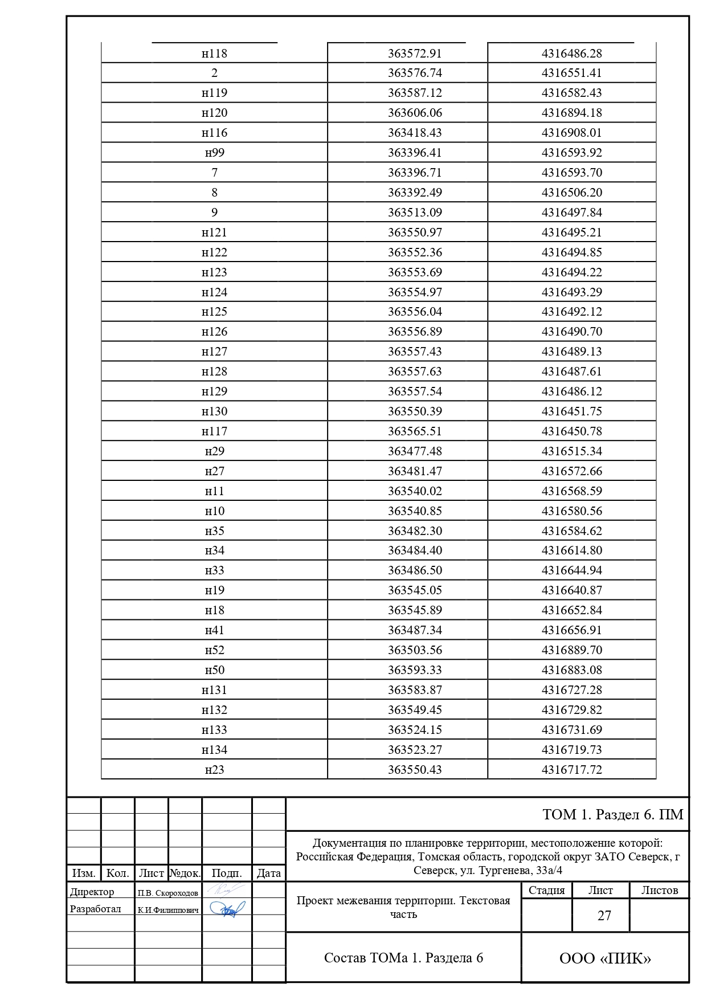 н118 363572.91 4316486.28
2 363576.74 4316551.41
н119 363587.12 4316582.43
н120 363606.06 4316894.18
н116 363418.43 4316908.01
н99 363396.41 4316593.92
7 363396.71 4316593.70
8 363392.49 4316506.20
9 363513.09 4316497.84
н121 363550.97 4316495.21
н122 363552.36 4316494.85
н123 363553.69 4316494.22
н124 363554.97 4316493.29
н125 363556.04 4316492.12
н126 363556.89 4316490.70
н127 363557.43 4316489.13
н128 363557.63 4316487.61
н129 363557.54 4316486.12
н130 363550.39 4316451.75
н117 363565.51 4316450.78
н29 363477.48 4316515.34
н27 363481.47 4316572.66
н11 363540.02 4316568.59
н10 363540.85 4316580.56
н35 363482.30 4316584.62
н34 363484.40 4316614.80
н33 363486.50 4316644.94
н19 363545.05 4316640.87
н18 363545.89 4316652.84
н41 363487.34 4316656.91
н52 363503.56 4316889.70
н50 363593.33 4316883.08
н131 363583.87 4316727.28
н132 363549.45 4316729.82
н133 363524.15 4316731.69
н134 363523.27 4316719.73
н23 363550.43 4316717.72
ТОМ 1. Раздел 6. ПМ
Документация по планировке территории, местоположение которой:
Российская Федерация, Томская область, городской округ ЗАТО Северск, г
Северск, ул. Тургенева, 33а/4
Изм. Кол. Лист №док. Подп. Дата
Директор П.В. Скороходов
Разработал К.И.Филиппович
Проект межевания территории. Текстовая
часть
Стадия Лист Листов
27
Состав ТОМа 1. Раздела 6
ООО «ПИК»